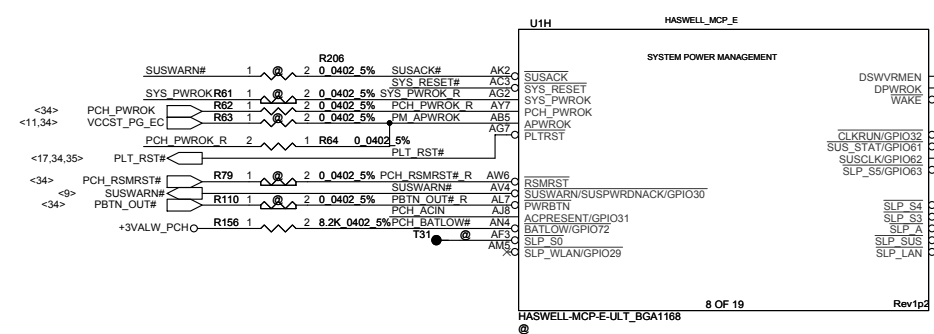 U1H HASWELL_MCP_E
SYSTEM POWER MANAGEMENT
R206
SUSWARN# 1 @ 2 0_0402_5% SUSACK# AK2 SUSACK DSWVRMEN
SYS_RESET# AC3 SYS_RESET DPWROK
SYS_PWROK R61 1 @ 2 0_0402_5% SYS_PWROK_R AG2 SYS_PWROK WAKE
<34> PCH_PWROK R62 1 @ 2 0_0402_5% PCH_PWROK_R AY7 PCH_PWROK
<11,34> VCCST_PG_EC R63 1 @ 2 0_0402_5% PM_APWROK AB5 APWROK
AG7 PLTRST CLKRUN/GPIO32
PCH_PWROK_R 2 1 R64 0_0402_5% SUS_STAT/GPIO61
<17,34,35> PLT_RST# PLT_RST# SUSCLK/GPIO62
SLP_S5/GPIO63
<34> PCH_RSMRST# R79 1 @ 2 0_0402_5% PCH_RSMRST#_R AW6 RSMRST
<9> SUSWARN# SUSWARN# AV4 SUSWARN/SUSPWRDNACK/GPIO30
<34> PBTN_OUT# R110 1 @ 2 0_0402_5% PBTN_OUT#_R AL7 PWRBTN SLP_S4
PCH_ACIN AJ8 ACPRESENT/GPIO31 SLP_S3
+3VALW_PCH R156 1 2 8.2K_0402_5% PCH_BATLOW# AN4 BATLOW/GPIO72 SLP_A
T31 @ AF3 SLP_S0 SLP_SUS
AM5 SLP_WLAN/GPIO29 SLP_LAN
8 OF 19 Rev1p2
HASWELL-MCP-E-ULT_BGA1168
@